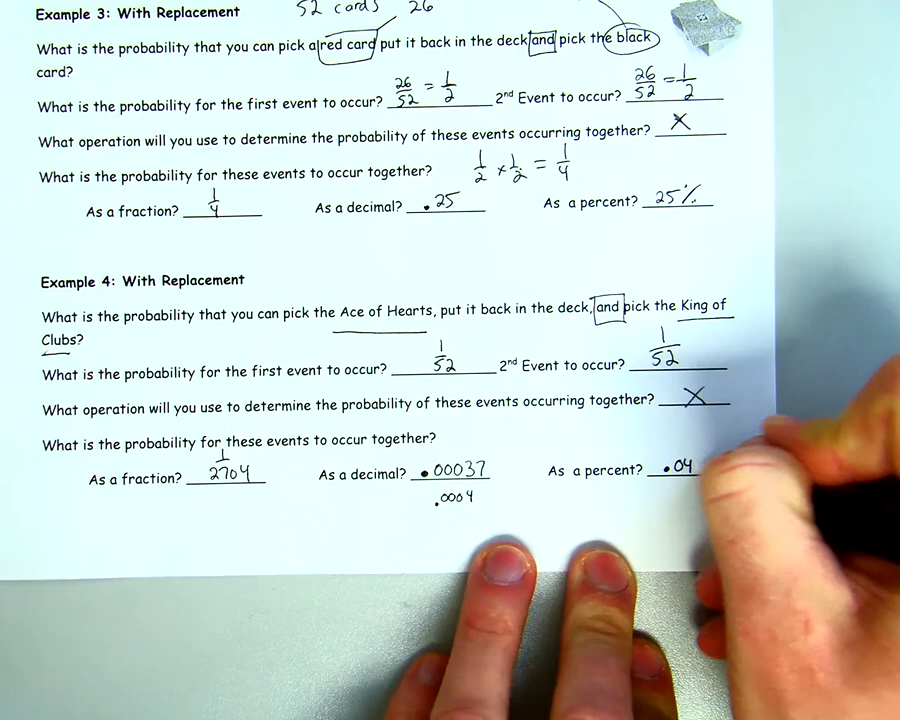 52 cards 26
Example 3: With Replacement
What is the probability that you can pick a red card put it back in the deck and pick the black
card?
What is the probability for the first event to occur? 26/52 = 1/2 2nd Event to occur? 26/52 = 1/2
What operation will you use to determine the probability of these events occurring together? X
What is the probability for these events to occur together? 1/2 x 1/2 = 1/4
As a fraction? 1/4 As a decimal? .25 As a percent? 25%
Example 4: With Replacement
What is the probability that you can pick the Ace of Hearts, put it back in the deck, and pick the King of
Clubs?
What is the probability for the first event to occur? 1/52 2nd Event to occur? 1/52
What operation will you use to determine the probability of these events occurring together? X
What is the probability for these events to occur together?
As a fraction? 1/2704 As a decimal? .00037 As a percent? .04
.0004